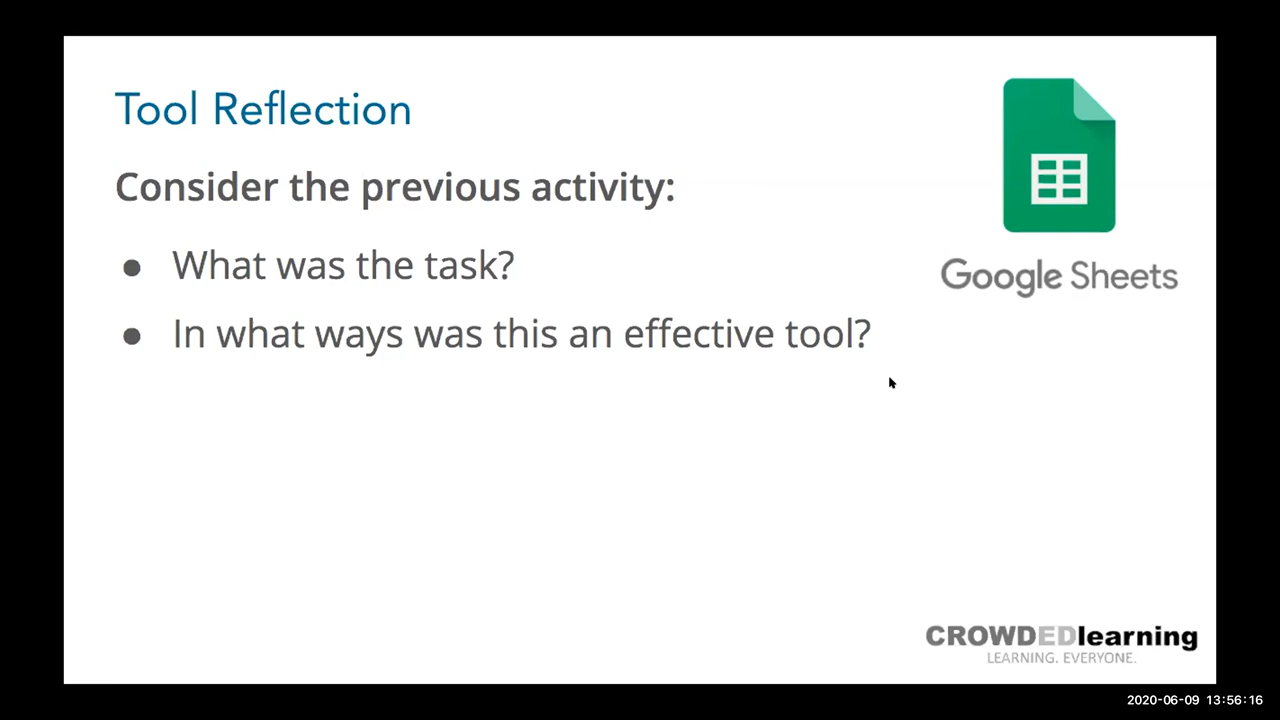 Tool Reflection
Consider the previous activity:
● What was the task?
● In what ways was this an effective tool?
Google Sheets
CROWDEDlearning
LEARNING. EVERYONE.
2020-06-09 13:56:16